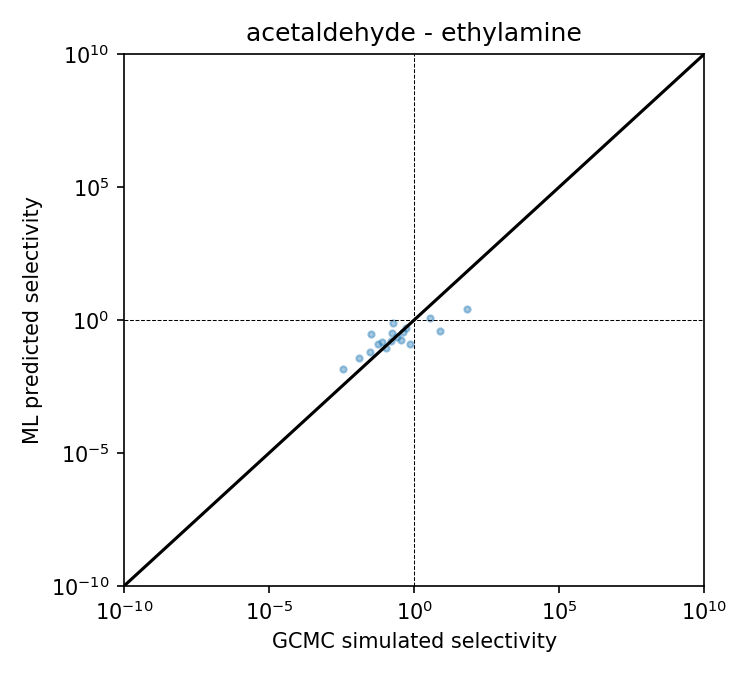 acetaldehyde - ethylamine
10^10
10^5
10^0
10^-5
10^-10
ML predicted selectivity
10^-10 10^-5 10^0 10^5 10^10
GCMC simulated selectivity